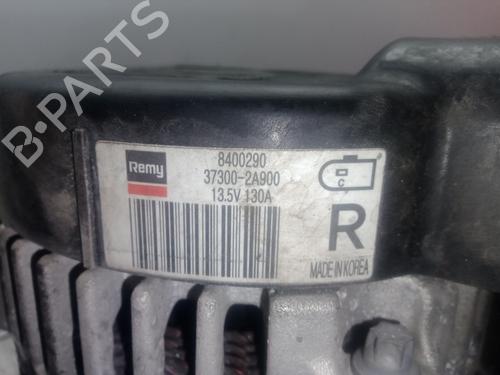 B-PARTS
Remy
8400290
37300-2A900
13.5V 130A
C
R
MADE IN KOREA